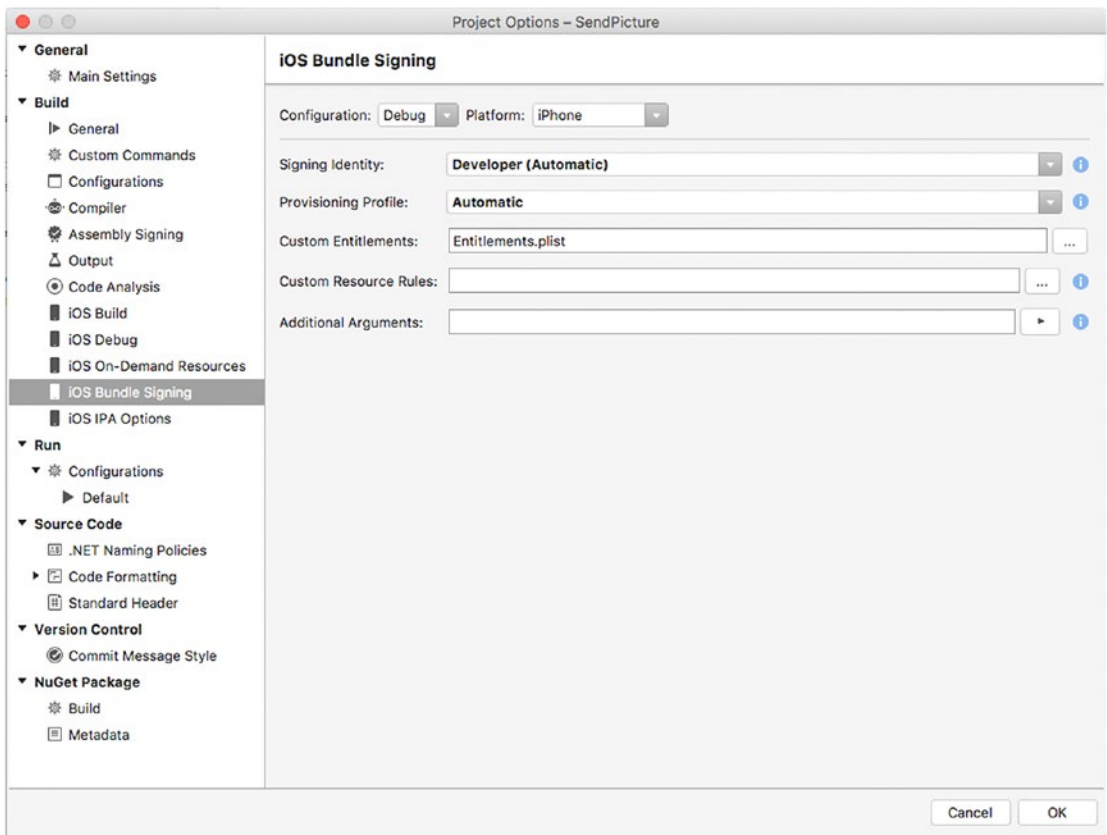 Project Options – SendPicture
General
Main Settings
Build
General
Custom Commands
Configurations
Compiler
Assembly Signing
Output
Code Analysis
iOS Build
iOS Debug
iOS On-Demand Resources
iOS Bundle Signing
iOS IPA Options
Run
Configurations
Default
Source Code
.NET Naming Policies
Code Formatting
Standard Header
Version Control
Commit Message Style
NuGet Package
Build
Metadata
iOS Bundle Signing
Configuration: Debug Platform: iPhone
Signing Identity: Developer (Automatic)
Provisioning Profile: Automatic
Custom Entitlements: Entitlements.plist ...
Custom Resource Rules: ...
Additional Arguments:
Cancel OK